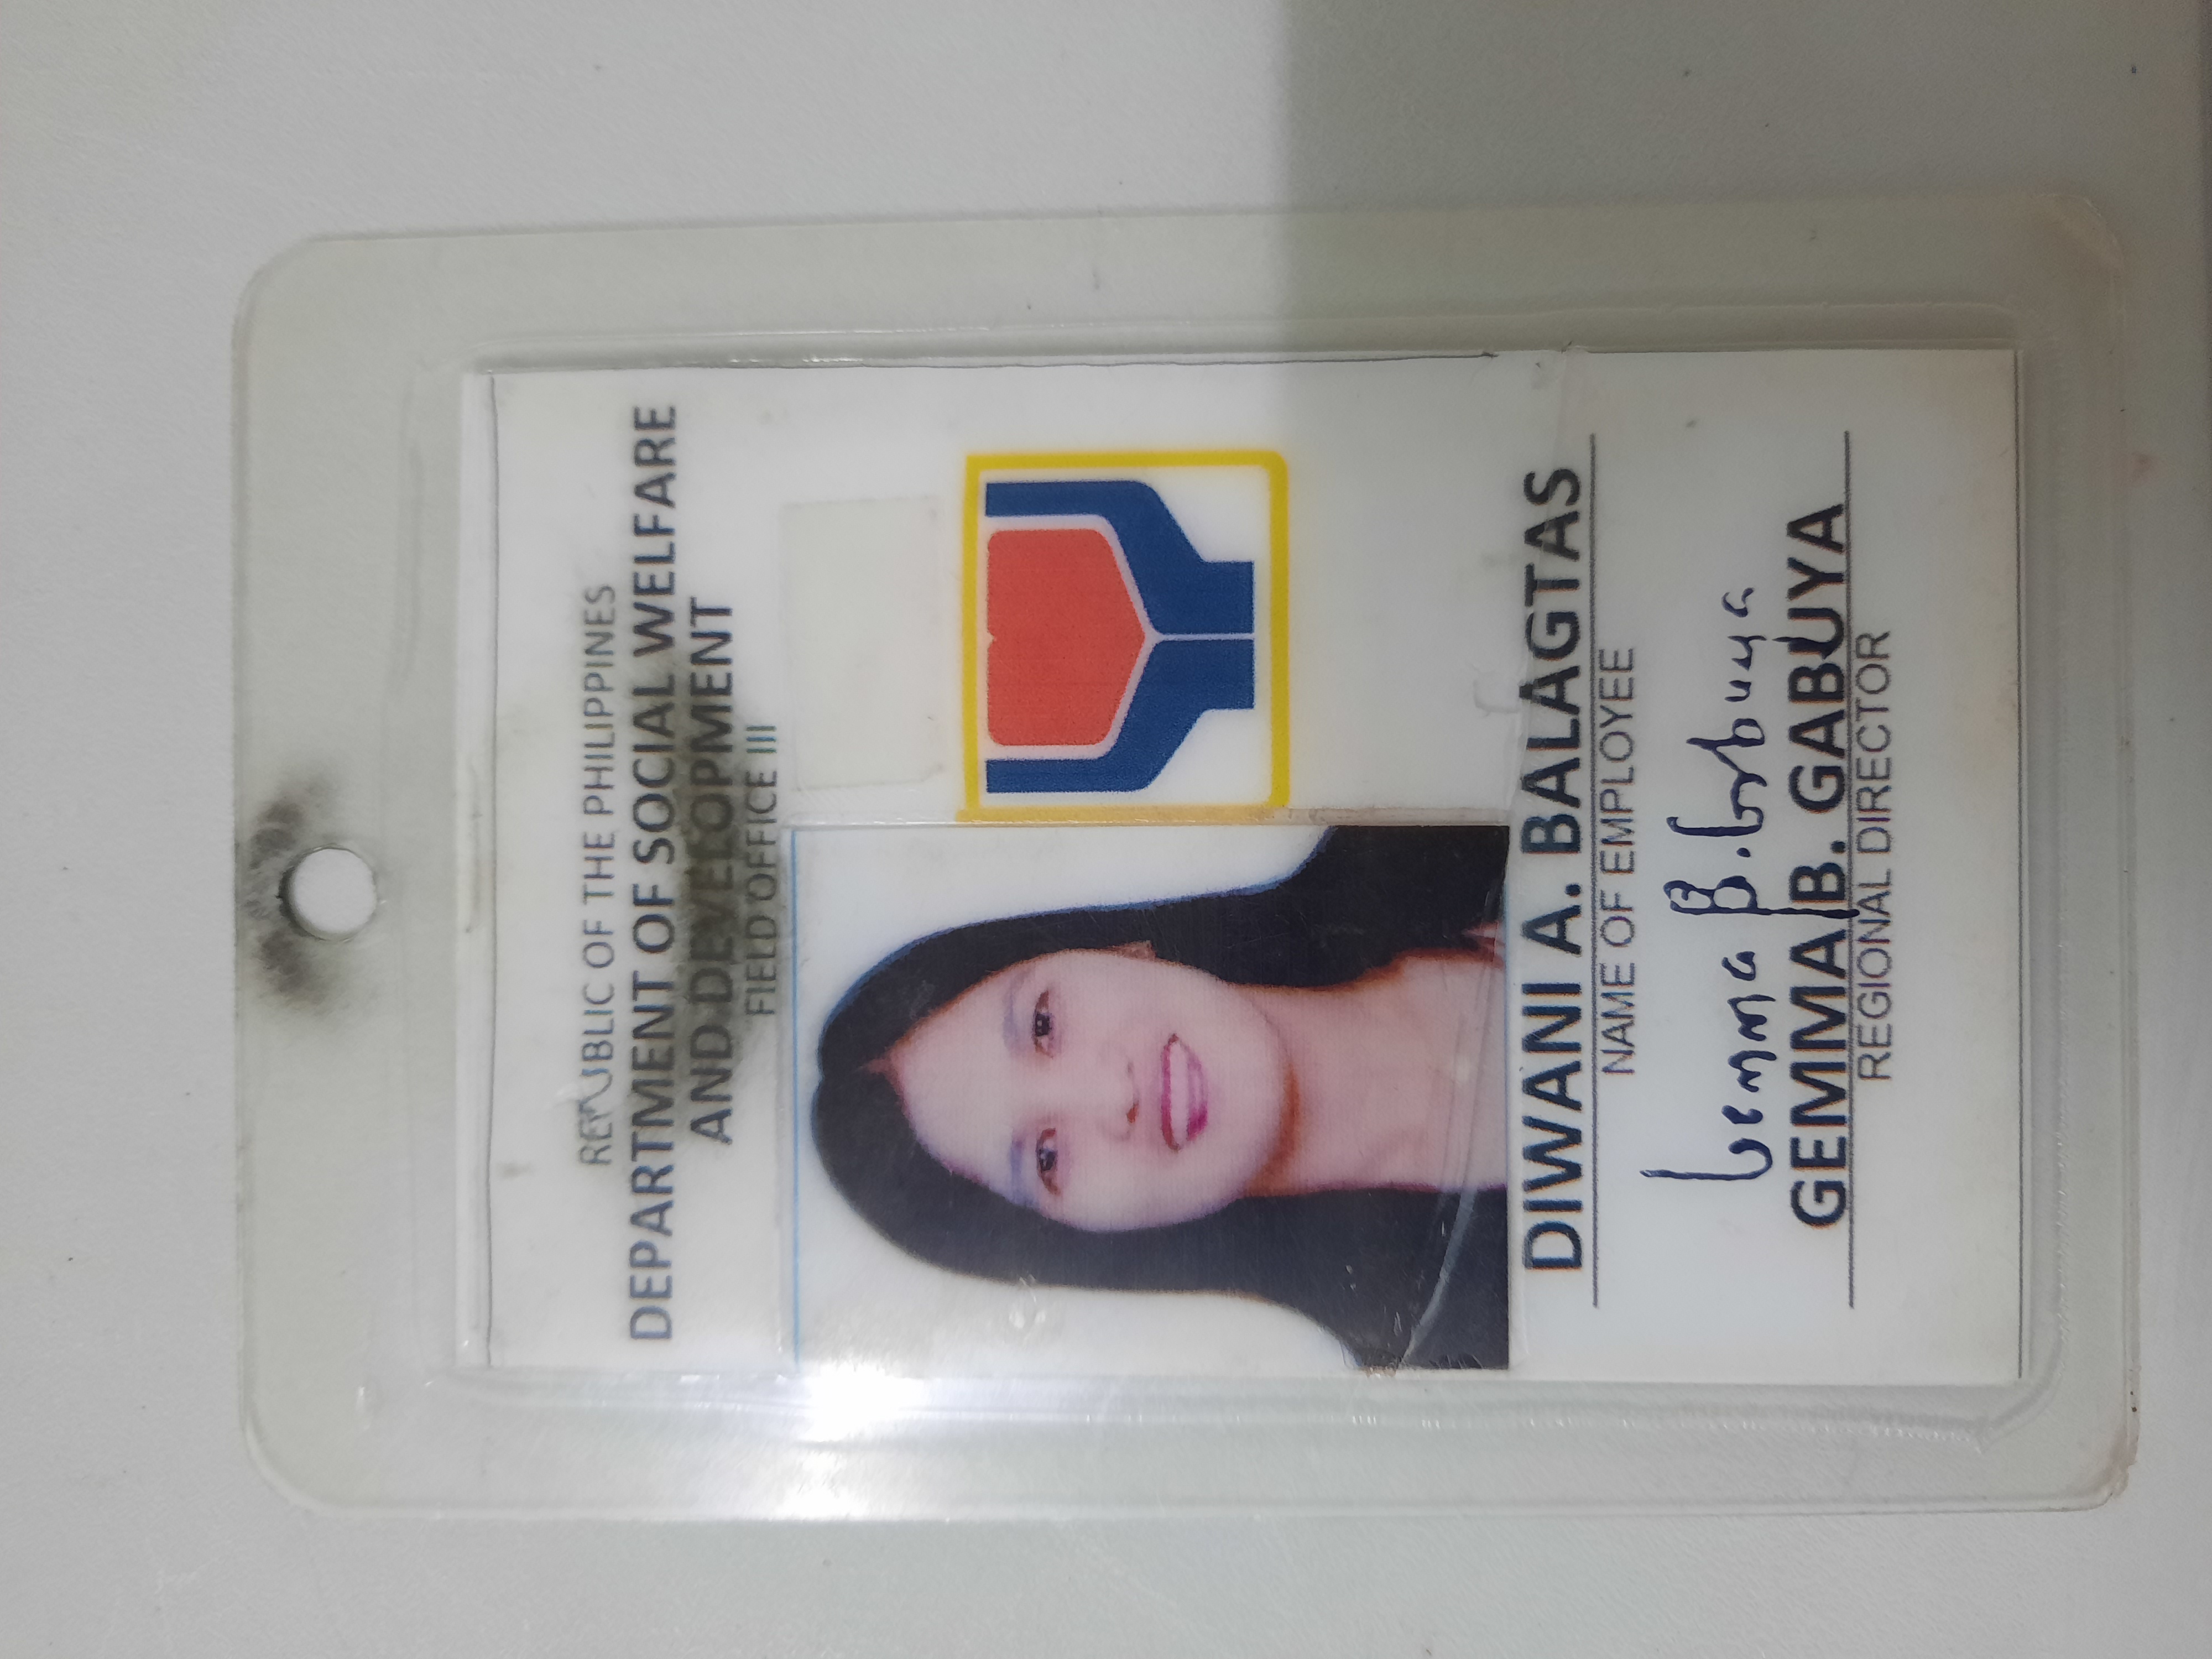 REPUBLIC OF THE PHILIPPINES
DEPARTMENT OF SOCIAL WELFARE
AND DEVELOPMENT
FIELD OFFICE III
DIWANI A. BALAGTAS
NAME OF EMPLOYEE
Gemma B. Gabuya
GEMMA B. GABUYA
REGIONAL DIRECTOR